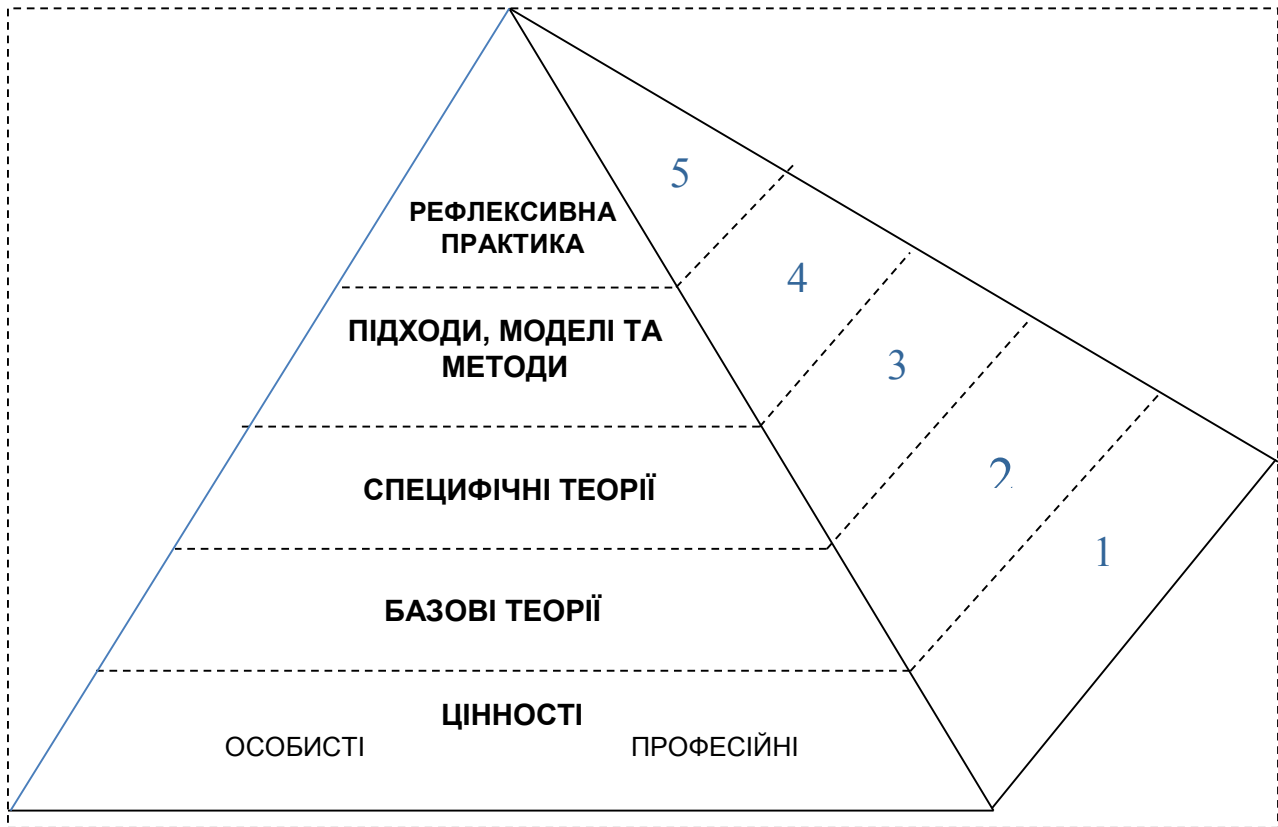 5
РЕФЛЕКСИВНА
ПРАКТИКА
4
ПІДХОДИ, МОДЕЛІ ТА
МЕТОДИ
3
СПЕЦИФІЧНІ ТЕОРІЇ
2
БАЗОВІ ТЕОРІЇ
1
ЦІННОСТІ
ОСОБИСТІ ПРОФЕСІЙНІ